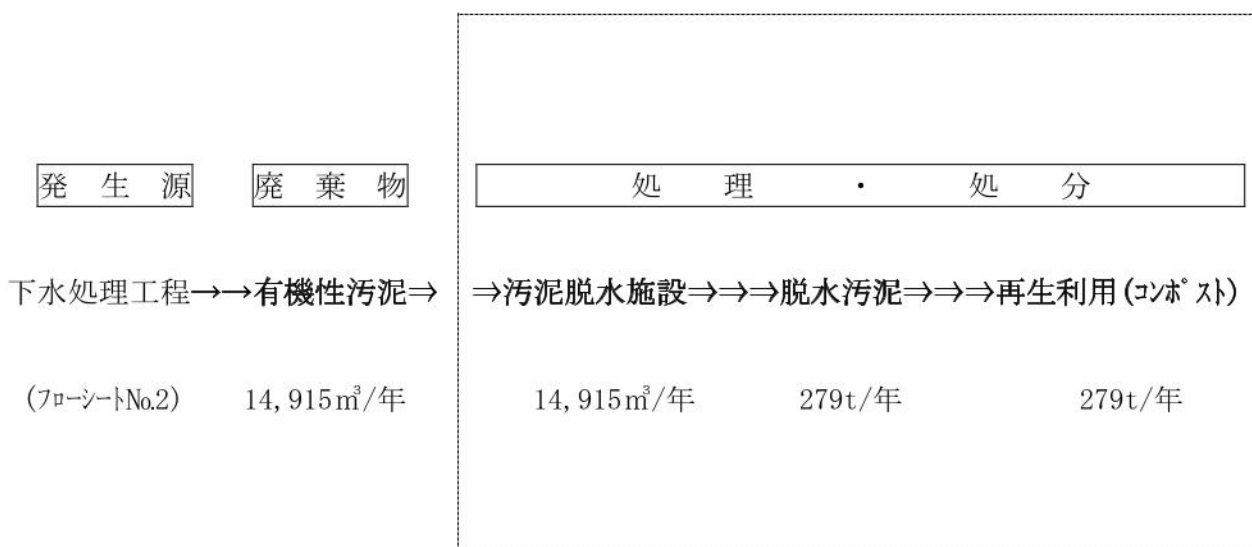 発 生 源 廃 棄 物 処 理 ・ 処 分
下水処理工程→→有機性汚泥⇒ ⇒汚泥脱水施設⇒⇒⇒脱水汚泥⇒⇒⇒再生利用(ｺﾝﾎﾟｽﾄ)
(ﾌﾛｰｼｰﾄNo.2) 14,915㎥/年 14,915㎥/年 279t/年 279t/年